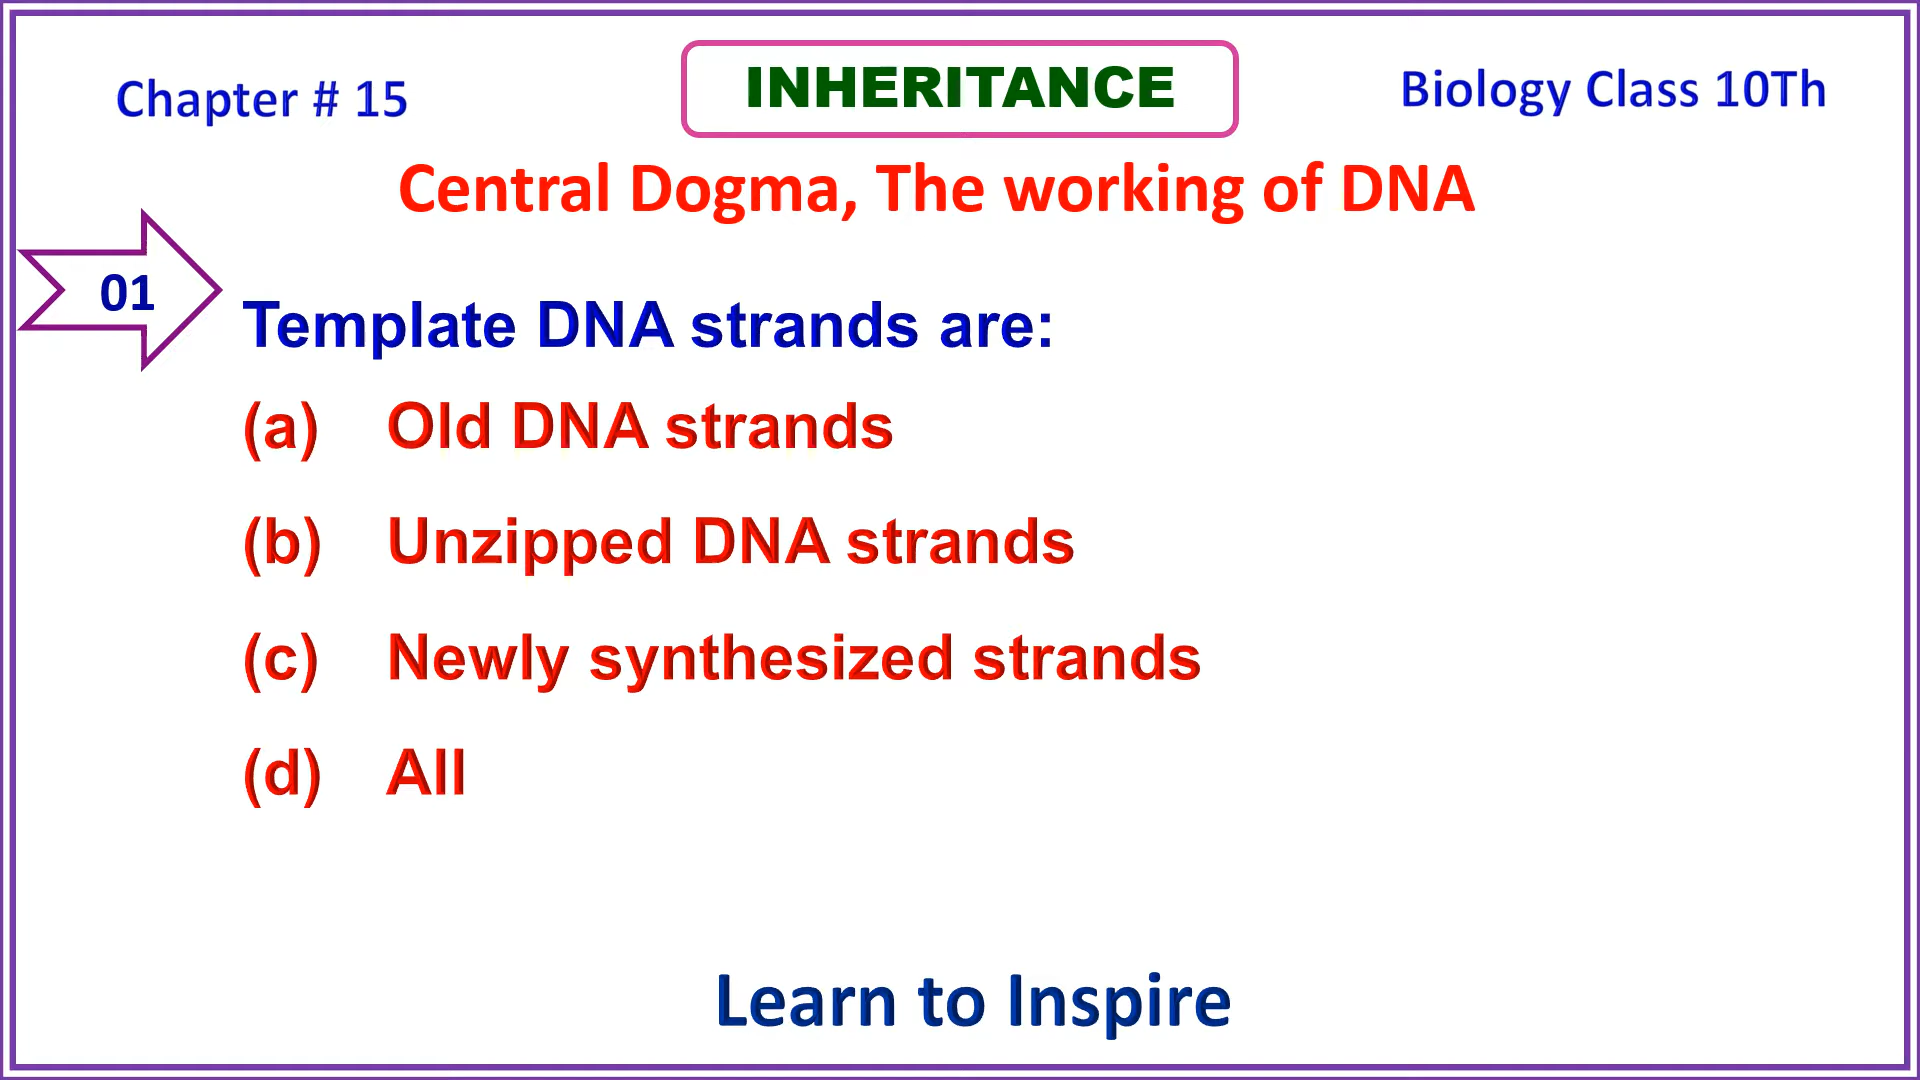 Chapter # 15
INHERITANCE
Biology Class 10Th
Central Dogma, The working of DNA
01
Template DNA strands are:
(a) Old DNA strands
(b) Unzipped DNA strands
(c) Newly synthesized strands
(d) All
Learn to Inspire